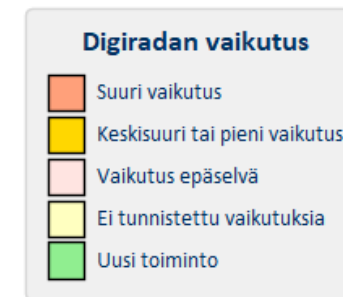 Digiradan vaikutus
Suuri vaikutus
Keskisuuri tai pieni vaikutus
Vaikutus epäselvä
Ei tunnistettu vaikutuksia
Uusi toiminto